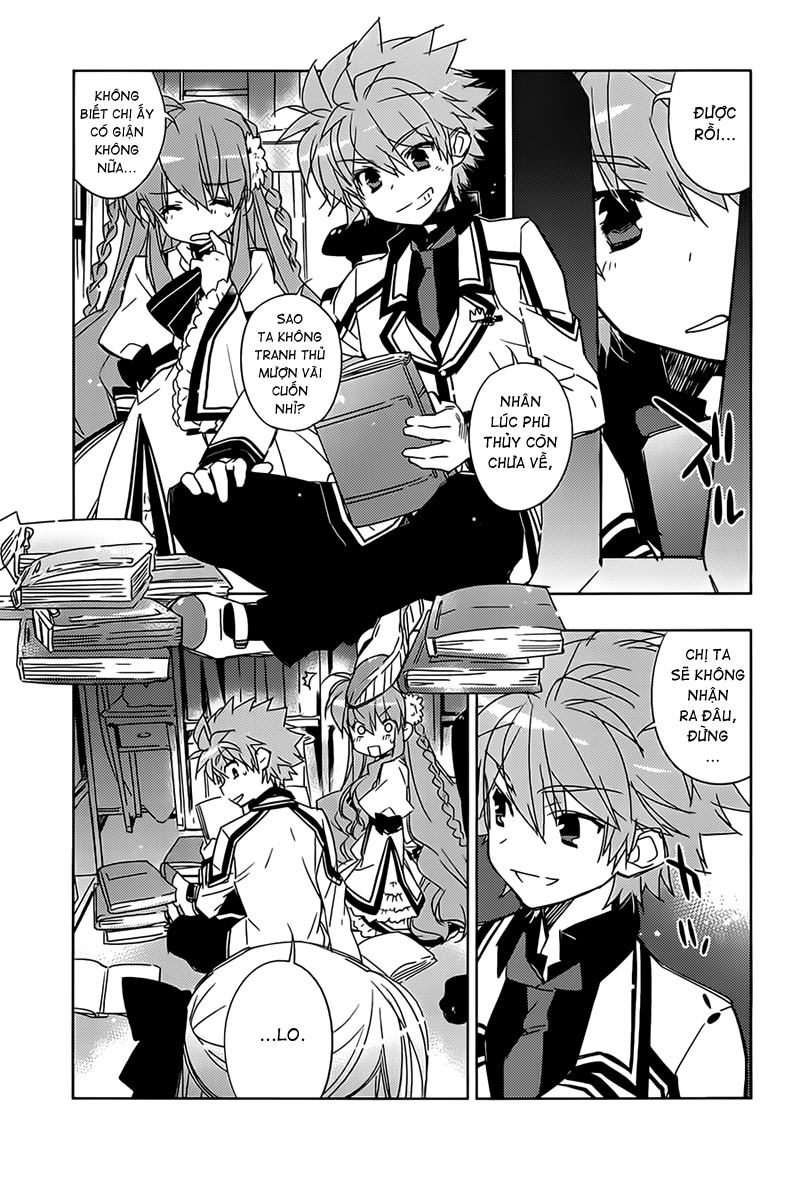 ĐƯỢC
RỒI...
NHÂN
LÚC PHÙ
THỦY CÒN
CHƯA VỀ,
SAO
TA KHÔNG
TRANH THỦ
MƯỢN VÀI
CUỐN
NHỈ?
KHÔNG
BIẾT CHỊ ẤY
CÓ GIẬN
KHÔNG
NỮA...
CHỊ TA
SẼ KHÔNG
NHẬN
RA ĐÂU,
ĐỪNG
...
...LO.